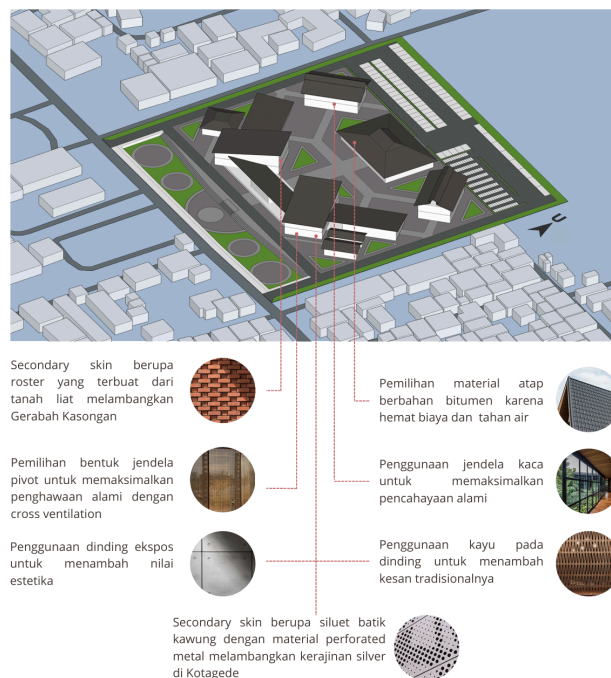 U
Secondary skin berupa
roster yang terbuat dari
tanah liat melambangkan
Gerabah Kasongan
Pemilihan material atap
berbahan bitumen karena
hemat biaya dan tahan air
Pemilihan bentuk jendela
pivot untuk memaksimalkan
penghawaan alami dengan
cross ventilation
Penggunaan jendela kaca
untuk memaksimalkan
pencahayaan alami
Penggunaan dinding ekspos
untuk menambah nilai
estetika
Penggunaan kayu pada
dinding untuk menambah
kesan tradisionalnya
Secondary skin berupa siluet batik
kawung dengan material perforated
metal melambangkan kerajinan silver
di Kotagede